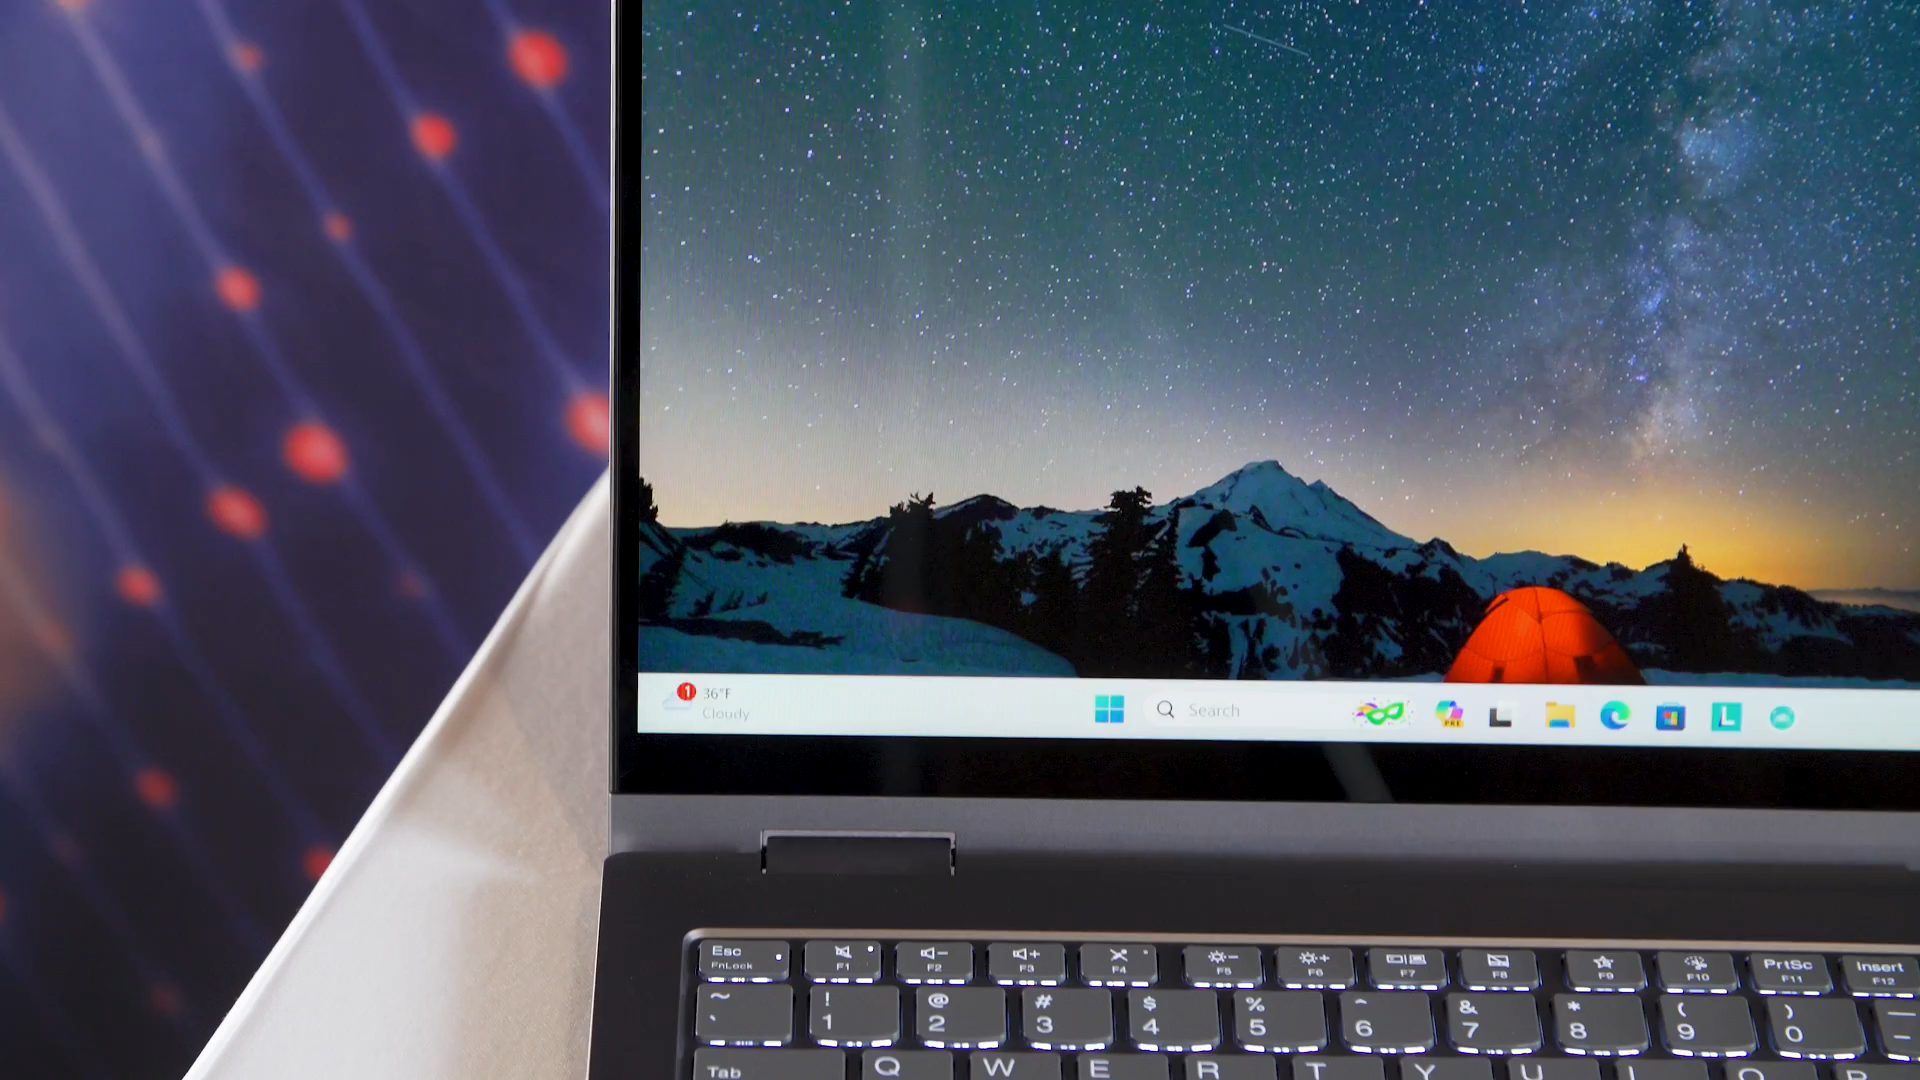 1
36°F
Cloudy
Search
PRE
L
Esc
FnLock
F1
F2
F3
F4
F5
F6
F7
F8
F9
F10
PrtSc
F11
Insert
F12
~
`
!
1
@
2
#
3
$
4
%
5
^
6
&
7
*
8
(
9
)
0
Tab
Q
W
E
R
T
Y
U
I
O
P